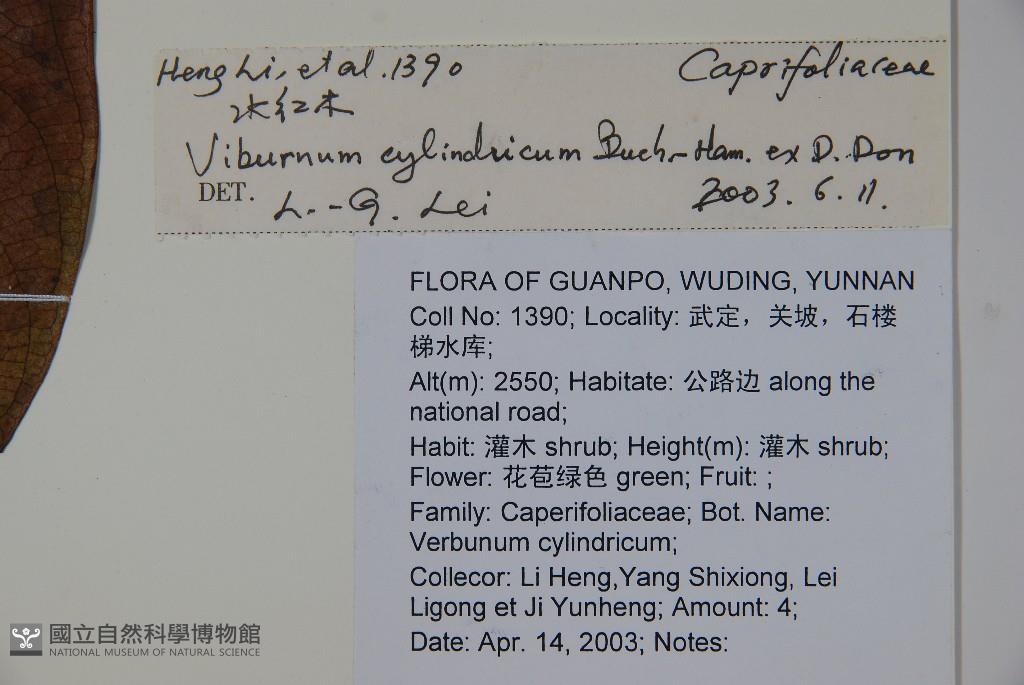 Heng Li, et al. 1390 Caprifoliaceae
水红木
Viburnum cylindricum Buch-Ham. ex D. Don
DET. L.-G. Lei 2003. 6. 11.
FLORA OF GUANPO, WUDING, YUNNAN
Coll No: 1390; Locality: 武定，关坡，石楼
梯水库;
Alt(m): 2550; Habitate: 公路边 along the
national road;
Habit: 灌木 shrub; Height(m): 灌木 shrub;
Flower: 花苞绿色 green; Fruit: ;
Family: Caperifoliaceae; Bot. Name:
Verbunum cylindricum;
Collecor: Li Heng,Yang Shixiong, Lei
Ligong et Ji Yunheng; Amount: 4;
Date: Apr. 14, 2003; Notes:
國立自然科學博物館
NATIONAL MUSEUM OF NATURAL SCIENCE